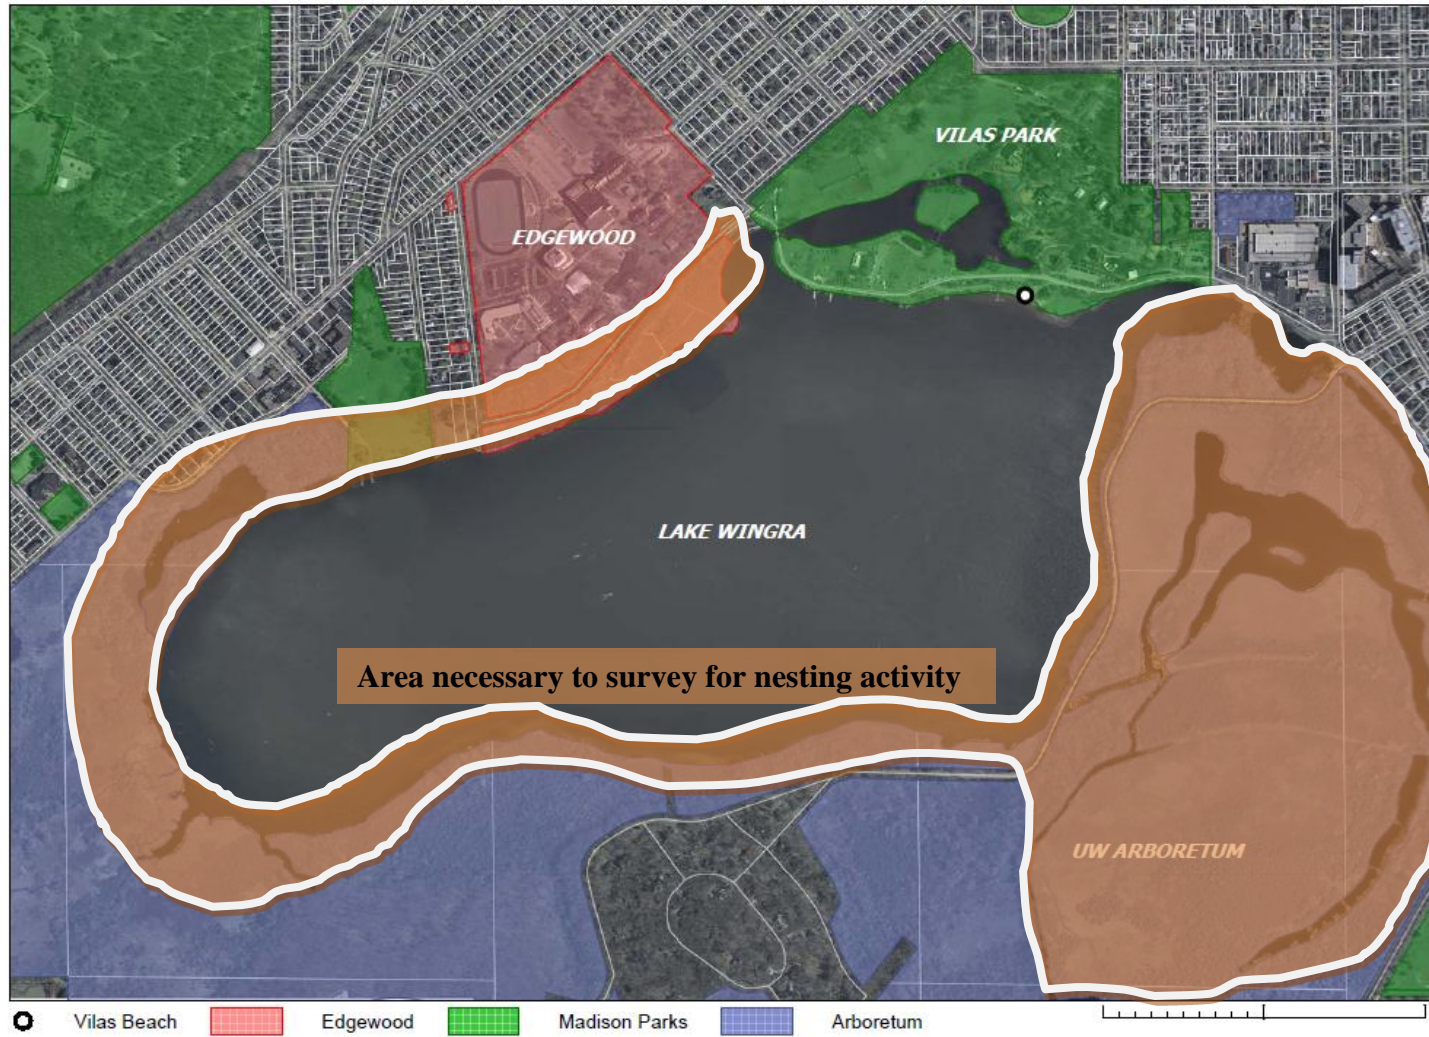 VILAS PARK
EDGEWOOD
LAKE WINGRA
Area necessary to survey for nesting activity
UW ARBORETUM
Vilas Beach Edgewood Madison Parks Arboretum